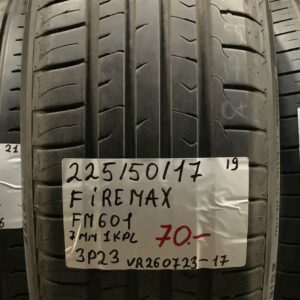 225/50/17 19
FiREMAX
FM601
7MM 1KPL 70.-
3P23 VR260723-17
21